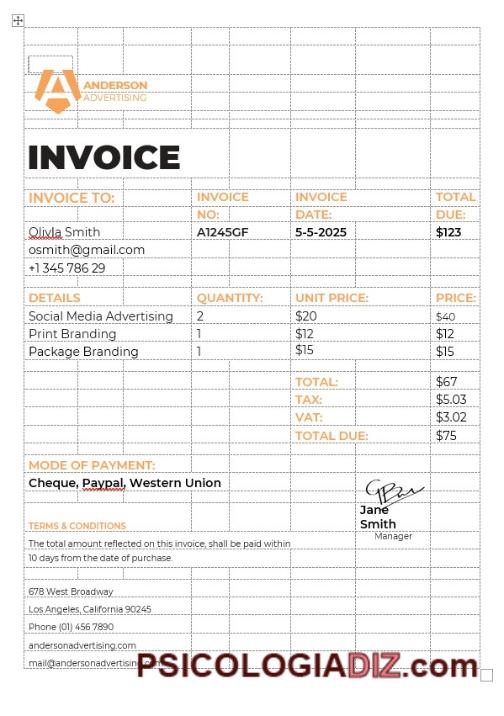 ANDERSON
ADVERTISING
INVOICE
INVOICE TO: INVOICE NO: INVOICE DATE: TOTAL DUE:
Olivla Smith A1245GF 5-5-2025 $123
osmith@gmail.com
+1 345 786 29
DETAILS QUANTITY: UNIT PRICE: PRICE:
Social Media Advertising 2 $20 $40
Print Branding 1 $12 $12
Package Branding 1 $15 $15
TOTAL: $67
TAX: $5.03
VAT: $3.02
TOTAL DUE: $75
MODE OF PAYMENT:
Cheque, Paypal, Western Union
Jane
Smith
Manager
TERMS & CONDITIONS
The total amount reflected on this invoice, shall be paid within
10 days from the date of purchase.
678 West Broadway
Los Angeles, California 90245
Phone (01) 456 7890
andersonadvertising.com
mail@andersonadvertising
PSICOLOGIADIZ.com